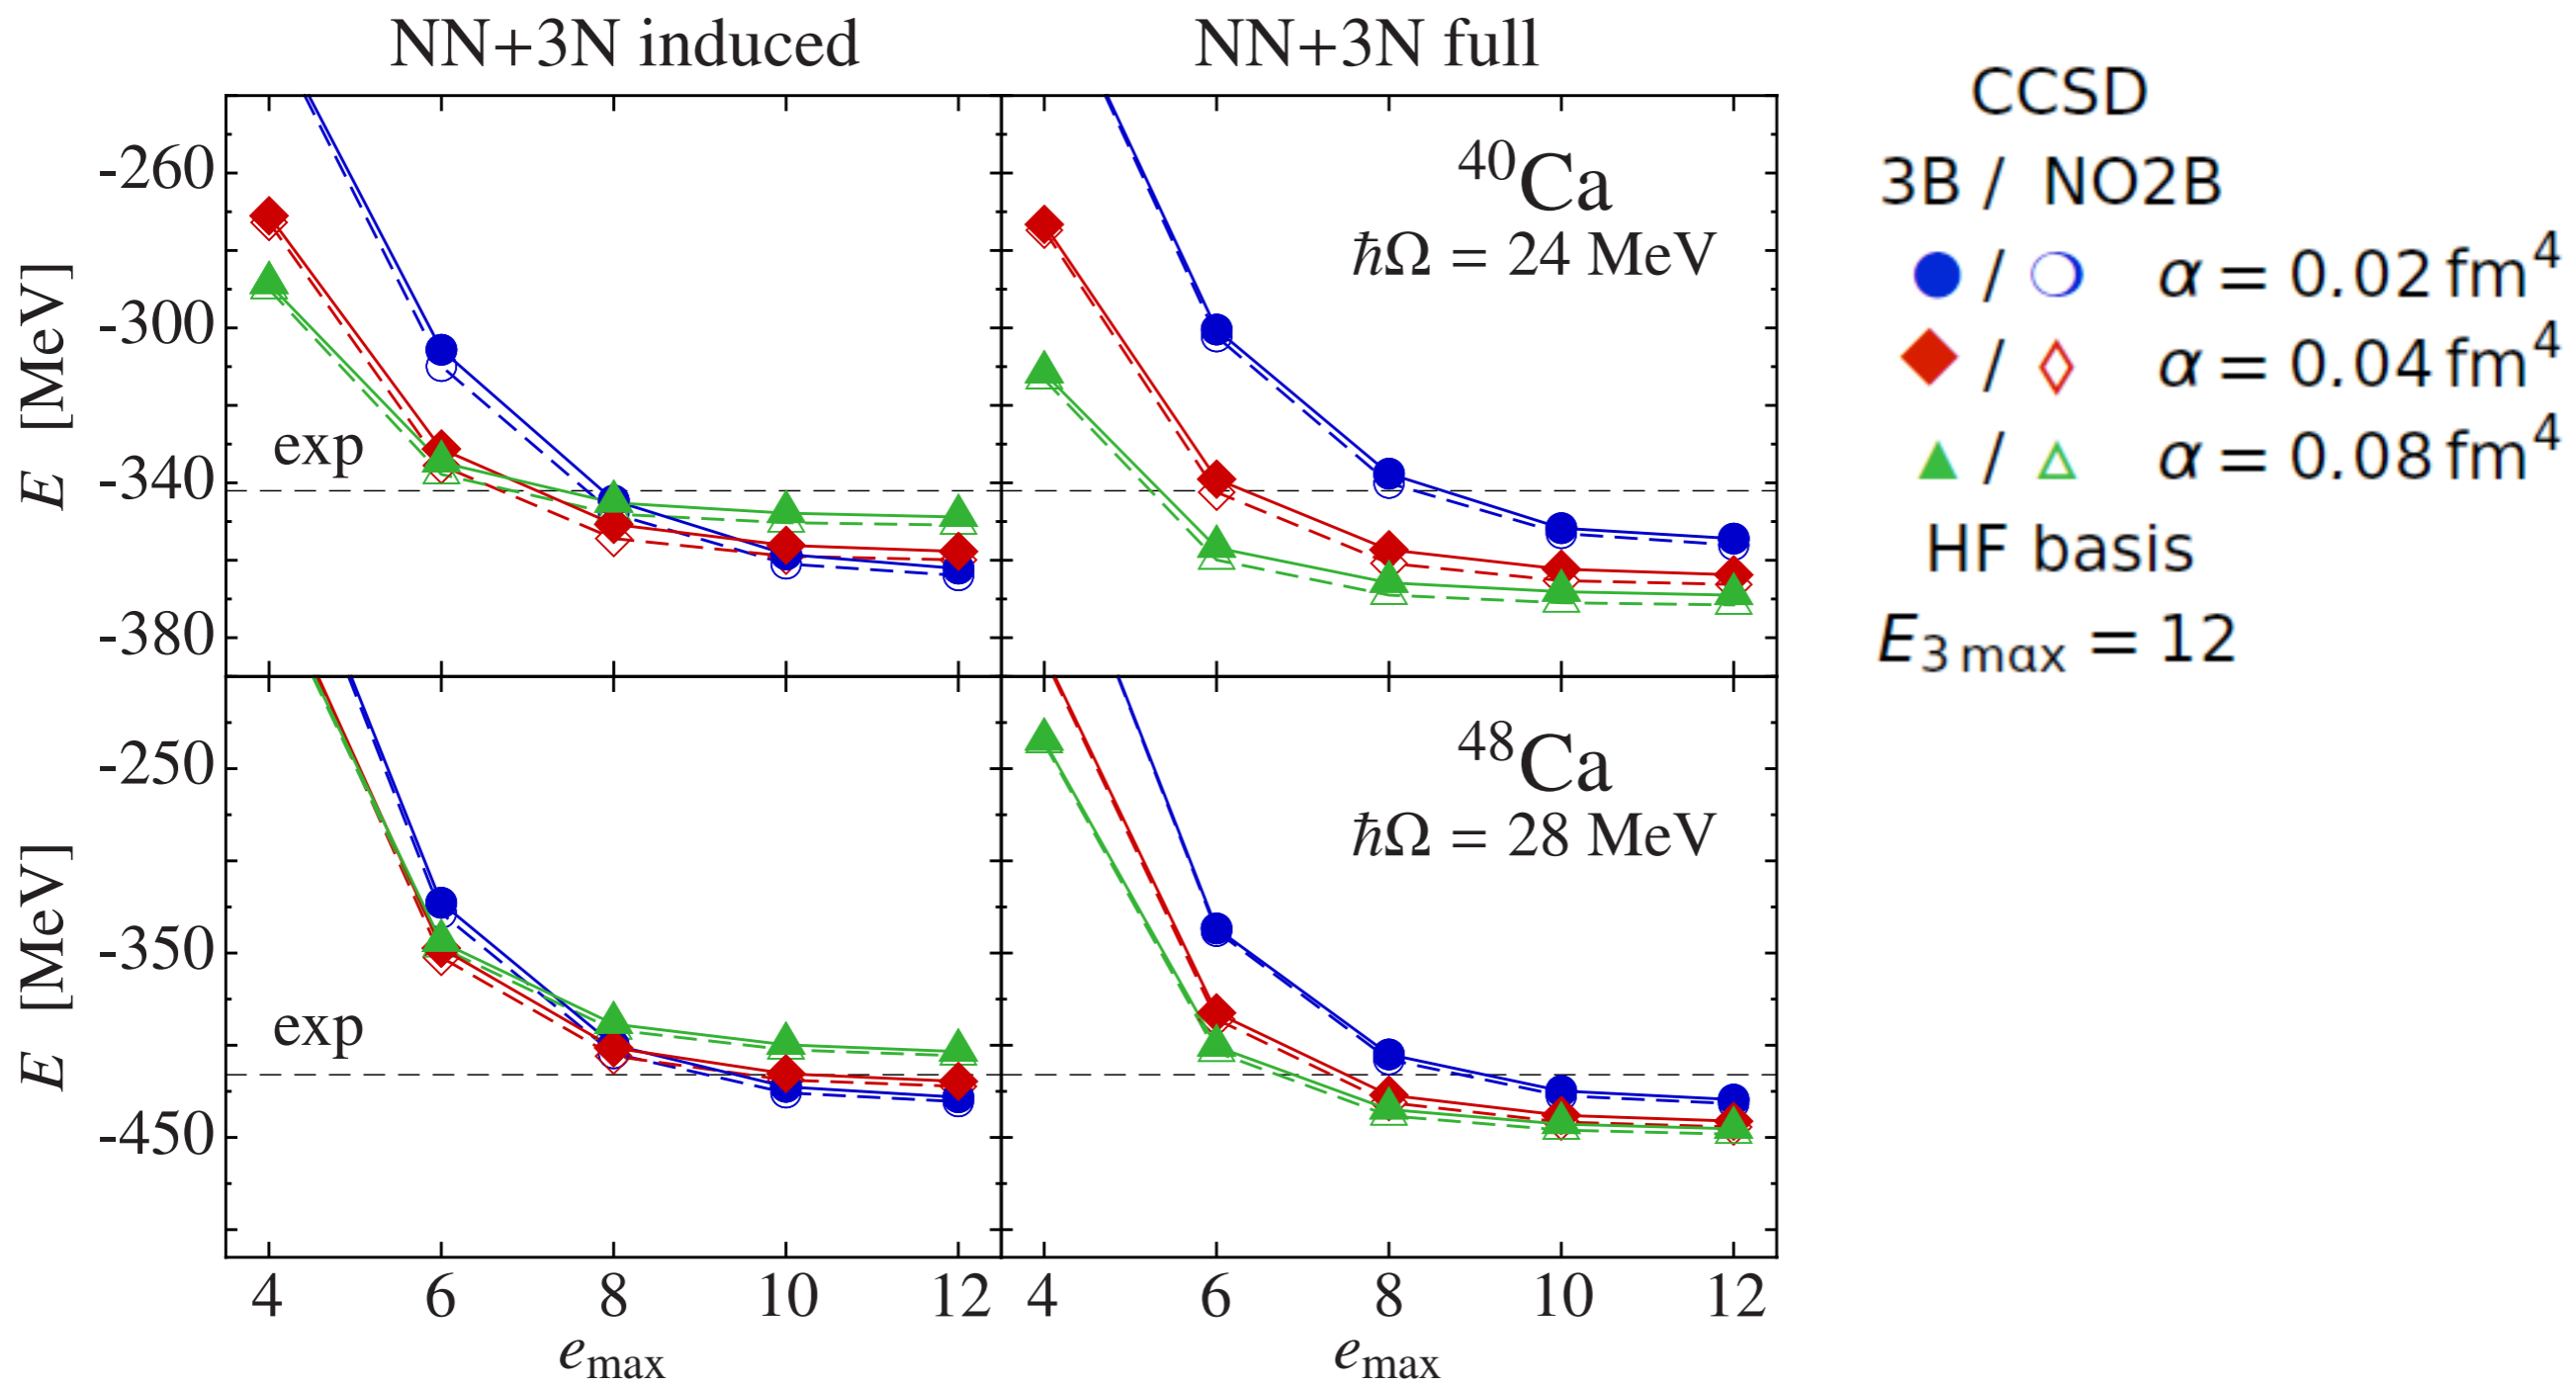 NN+3N induced
NN+3N full
E [MeV]
-260
-300
-340
-380
exp
⁴⁰Ca
ℏΩ = 24 MeV
E [MeV]
-250
-350
-450
exp
⁴⁸Ca
ℏΩ = 28 MeV
4 6 8 10 12
4 6 8 10 12
eₘₐₓ
eₘₐₓ
CCSD
3B / NO2B
/ α = 0.02 fm⁴
/ α = 0.04 fm⁴
/ α = 0.08 fm⁴
HF basis
E₃ ₘₐₓ = 12